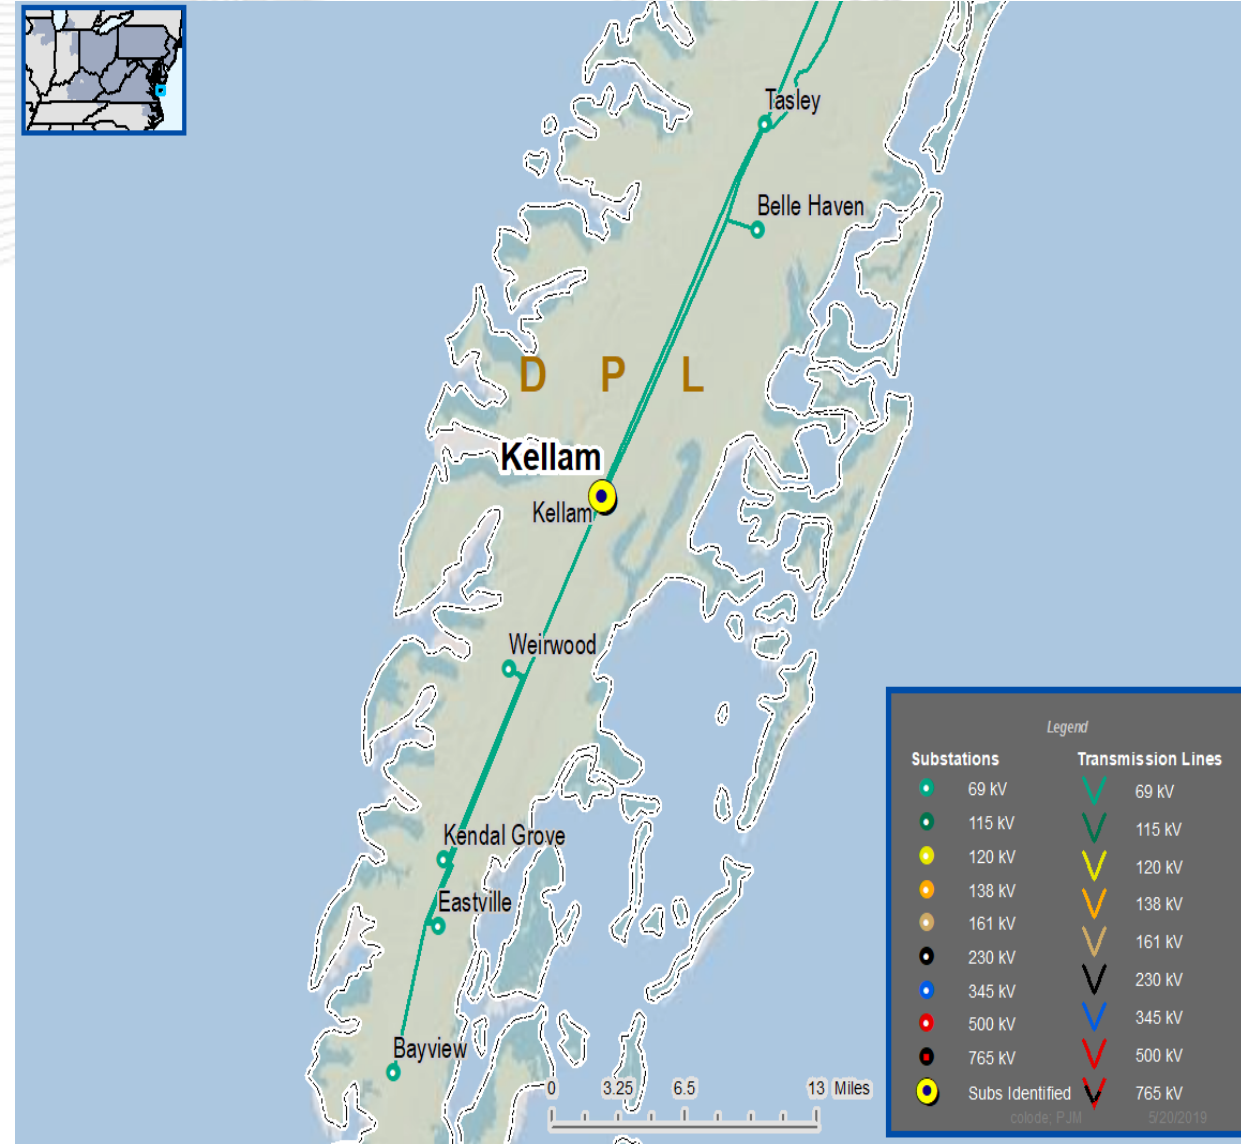 Tasley
Belle Haven
D P L
Kellam
Kellam
Weirwood
Kendal Grove
Eastville
Bayview
0 3.25 6.5 13 Miles
Legend
Substations Transmission Lines
69 kV 69 kV
115 kV 115 kV
120 kV 120 kV
138 kV 138 kV
161 kV 161 kV
230 kV 230 kV
345 kV 345 kV
500 kV 500 kV
765 kV 765 kV
Subs Identified
colode, PJM 5/20/2019